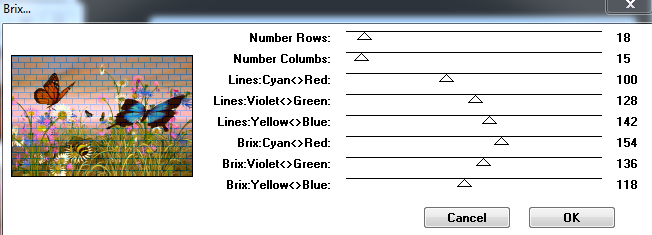 Brix...
Number Rows: 18
Number Columbs: 15
Lines:Cyan<>Red: 100
Lines:Violet<>Green: 128
Lines:Yellow<>Blue: 142
Brix:Cyan<>Red: 154
Brix:Violet<>Green: 136
Brix:Yellow<>Blue: 118
Cancel OK